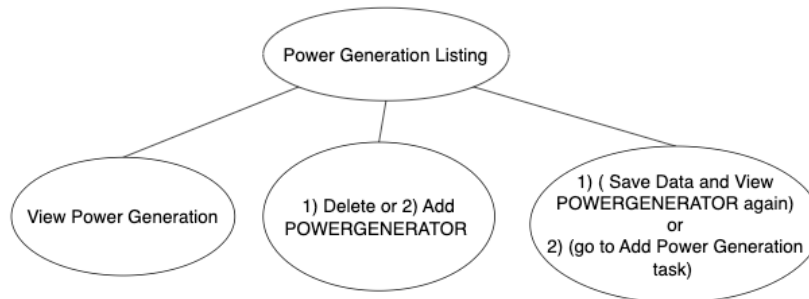 Power Generation Listing
View Power Generation
1) Delete or 2) Add
POWERGENERATOR
1) ( Save Data and View
POWERGENERATOR again)
or
2) (go to Add Power Generation
task)